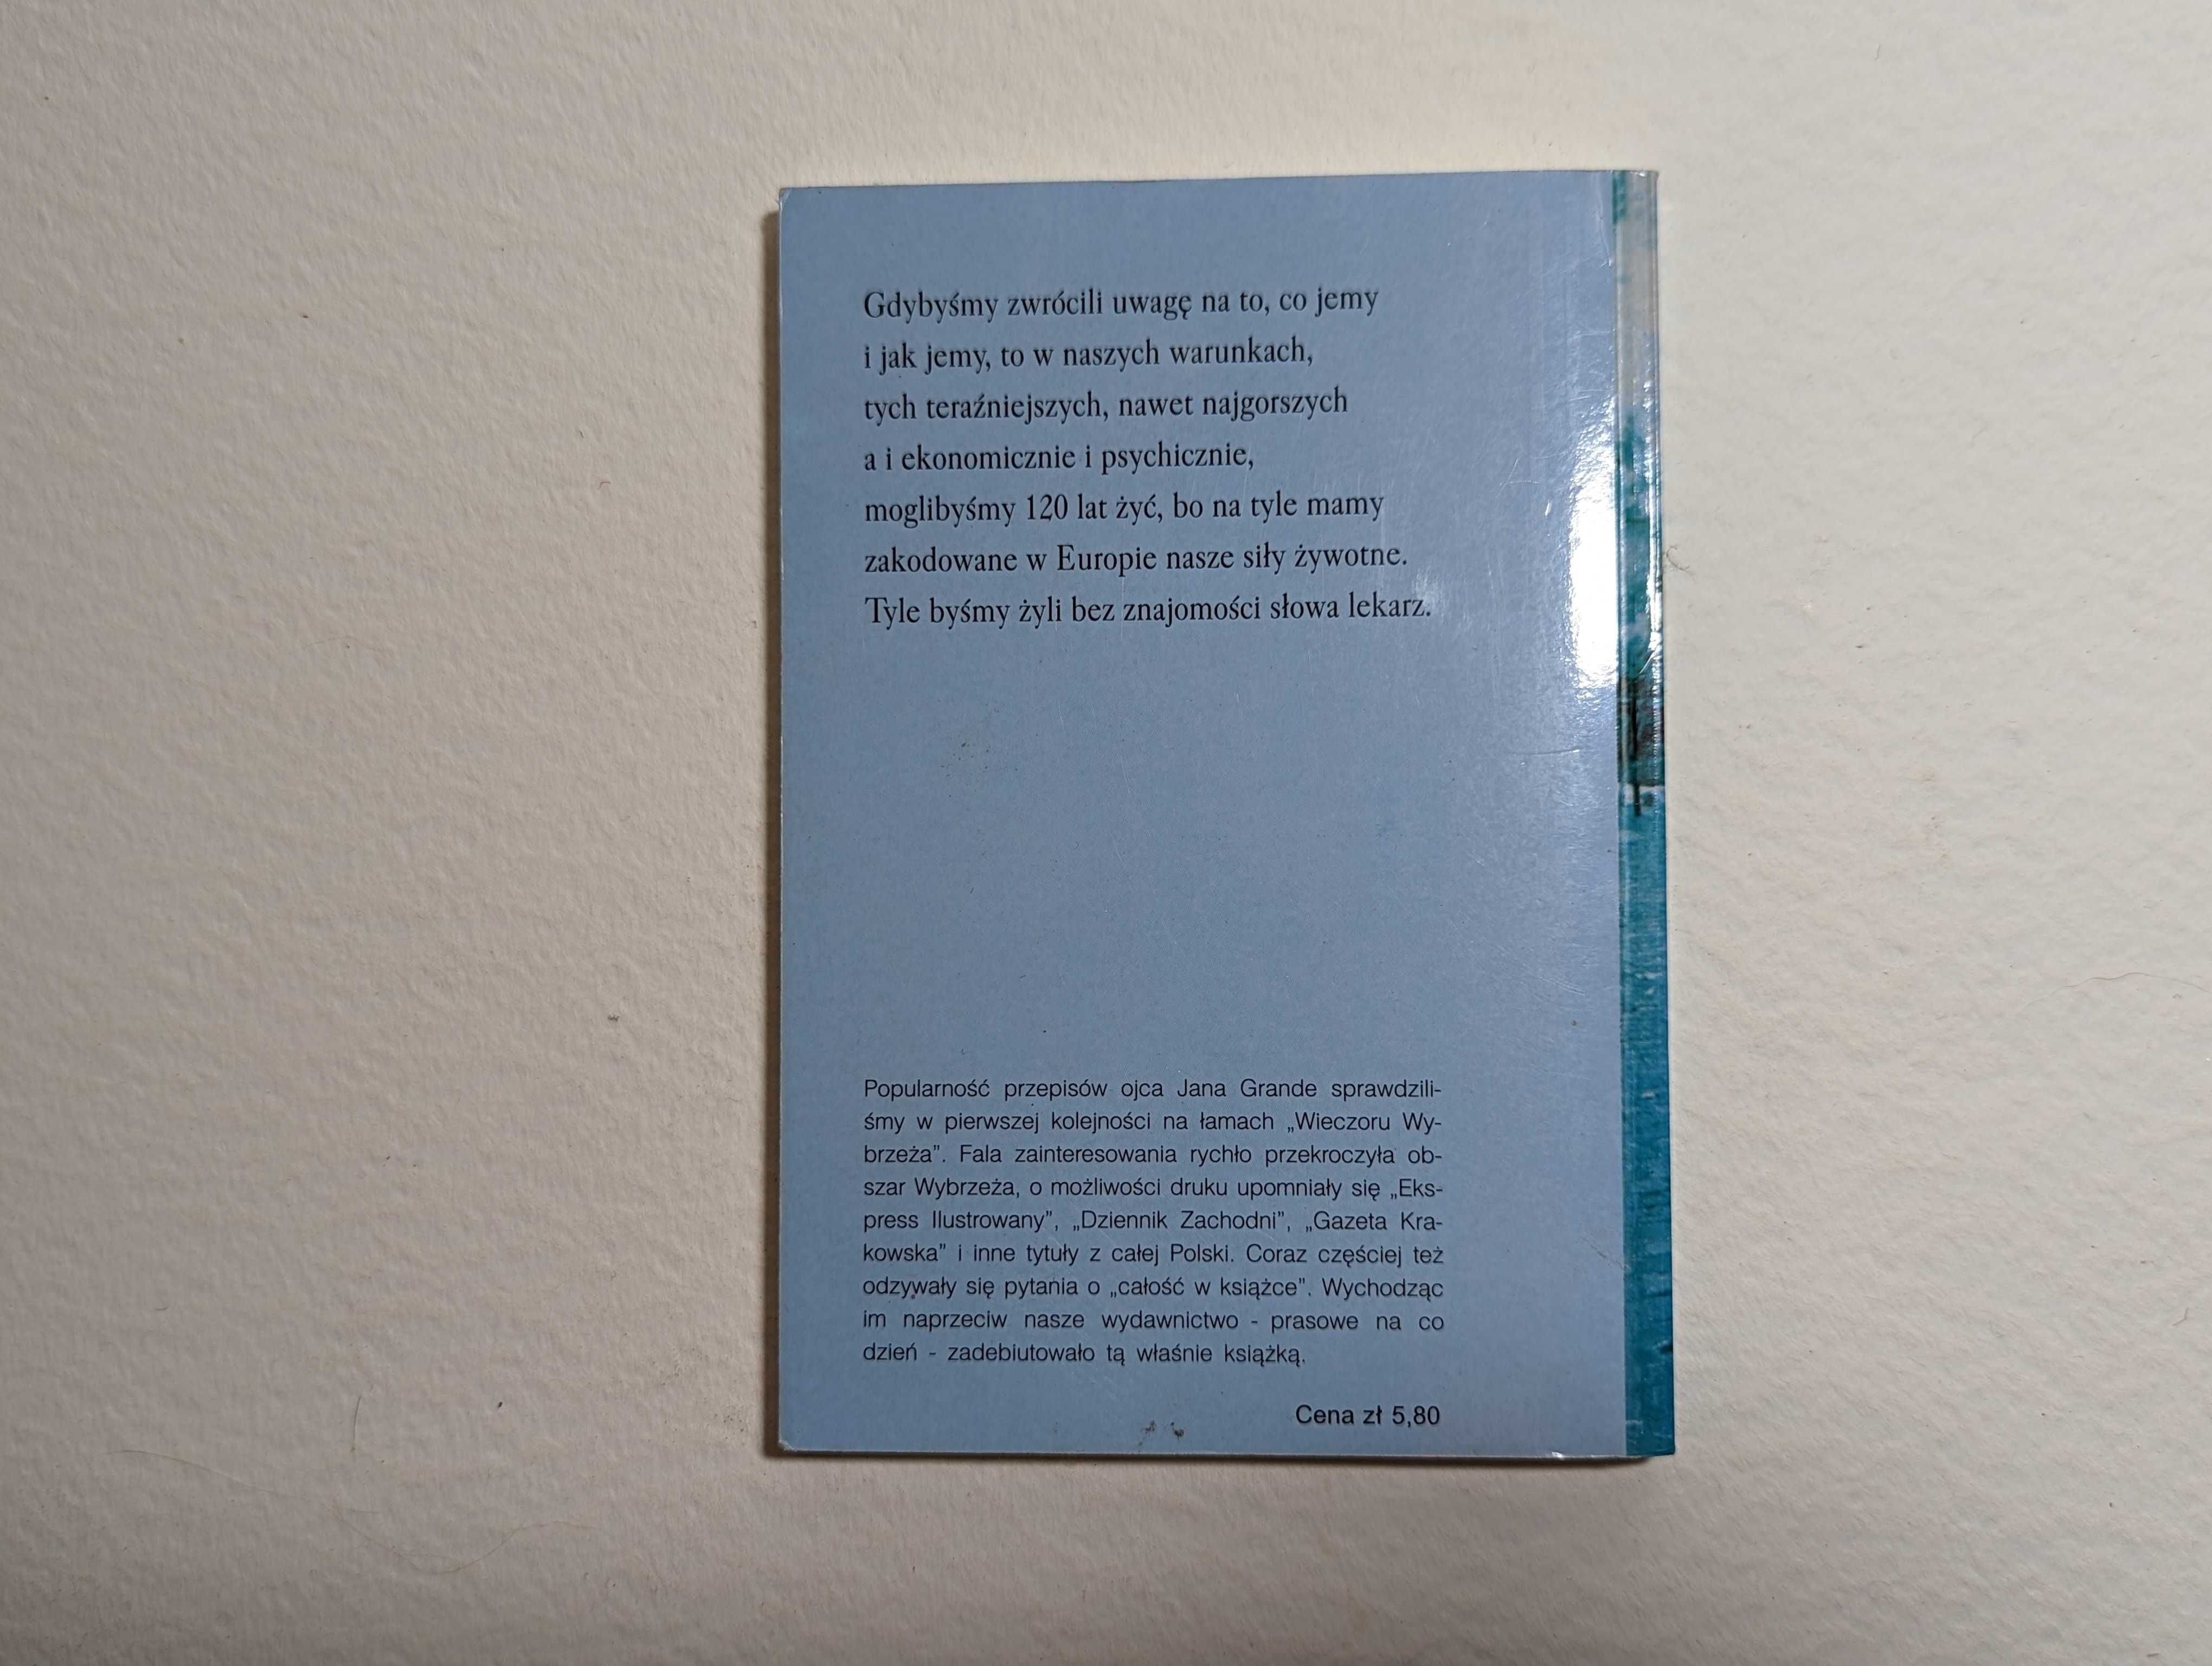 Gdybyśmy zwrócili uwagę na to, co jemy
i jak jemy, to w naszych warunkach,
tych teraźniejszych, nawet najgorszych
a i ekonomicznie i psychicznie,
moglibyśmy 120 lat żyć, bo na tyle mamy
zakodowane w Europie nasze siły żywotne.
Tyle byśmy żyli bez znajomości słowa lekarz.
Popularność przepisów ojca Jana Grande sprawdzili-
śmy w pierwszej kolejności na łamach „Wieczoru Wy-
brzeża”. Fala zainteresowania rychło przekroczyła ob-
szar Wybrzeża, o możliwości druku upomniały się „Eks-
press Ilustrowany”, „Dziennik Zachodni”, „Gazeta Kra-
kowska” i inne tytuły z całej Polski. Coraz częściej też
odzywały się pytania o „całość w książce”. Wychodząc
im naprzeciw nasze wydawnictwo - prasowe na co
dzień - zadebiutowało tą właśnie książką.
Cena zł 5,80